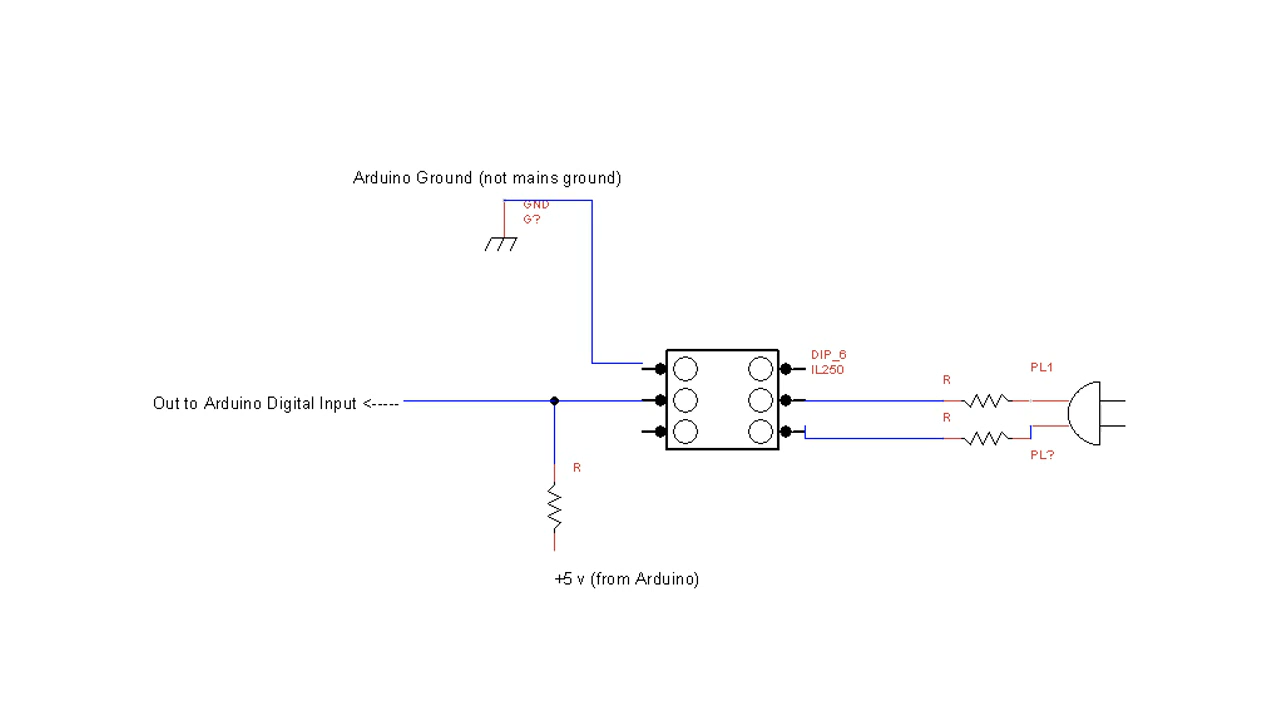 Arduino Ground (not mains ground)
GND
G?
DIP_6
IL250
PL1
R
Out to Arduino Digital Input <-----
R
PL?
R
+5 v (from Arduino)